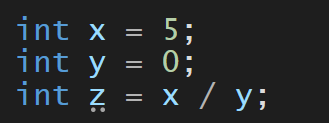 int x = 5;
int y = 0;
int z = x / y;